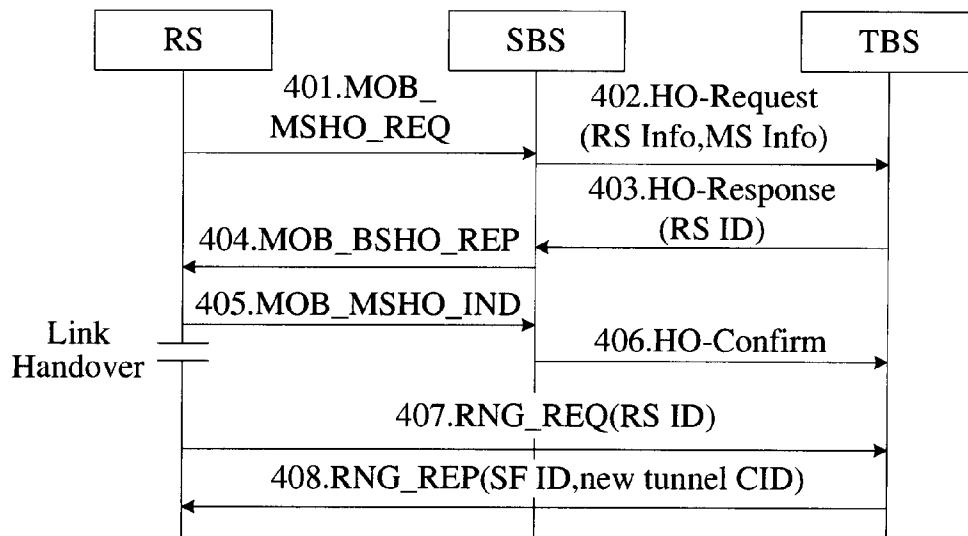 RS
SBS
TBS
401.MOB_
MSHO_REQ
402.HO-Request
(RS Info,MS Info)
403.HO-Response
(RS ID)
404.MOB_BSHO_REP
405.MOB_MSHO_IND
Link
Handover
406.HO-Confirm
407.RNG_REQ(RS ID)
408.RNG_REP(SF ID,new tunnel CID)